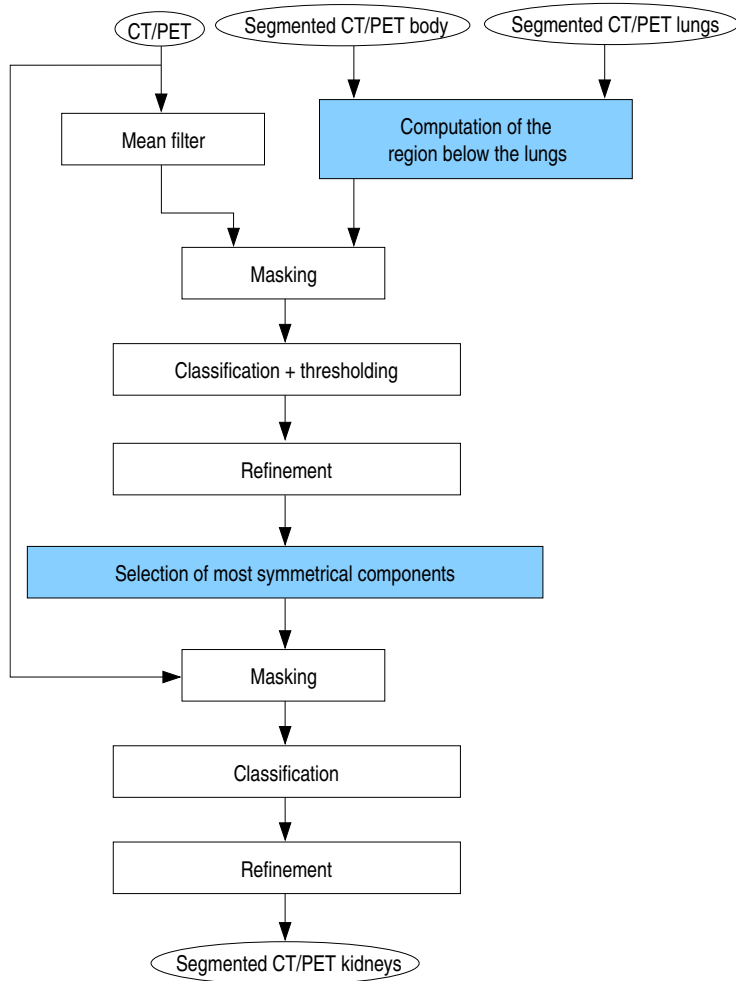 CT/PET
Segmented CT/PET body
Segmented CT/PET lungs
Mean filter
Computation of the
region below the lungs
Masking
Classification + thresholding
Refinement
Selection of most symmetrical components
Masking
Classification
Refinement
Segmented CT/PET kidneys